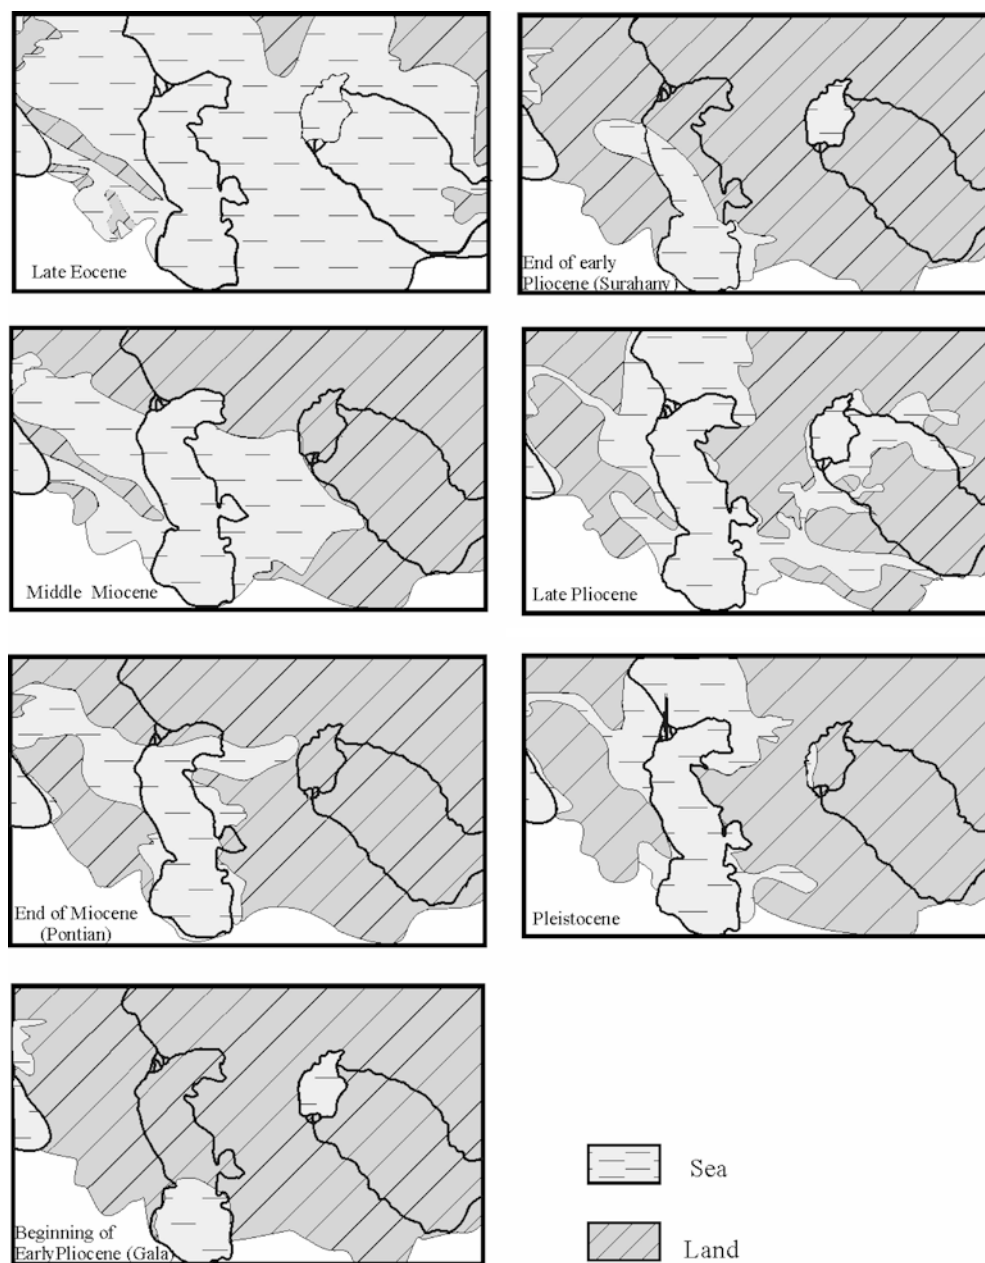 Late Eocene
End of early
Pliocene (Surahany)
Middle Miocene
Late Pliocene
End of Miocene
(Pontian)
Pleistocene
Beginning of
Early Pliocene (Gala)
Sea
Land